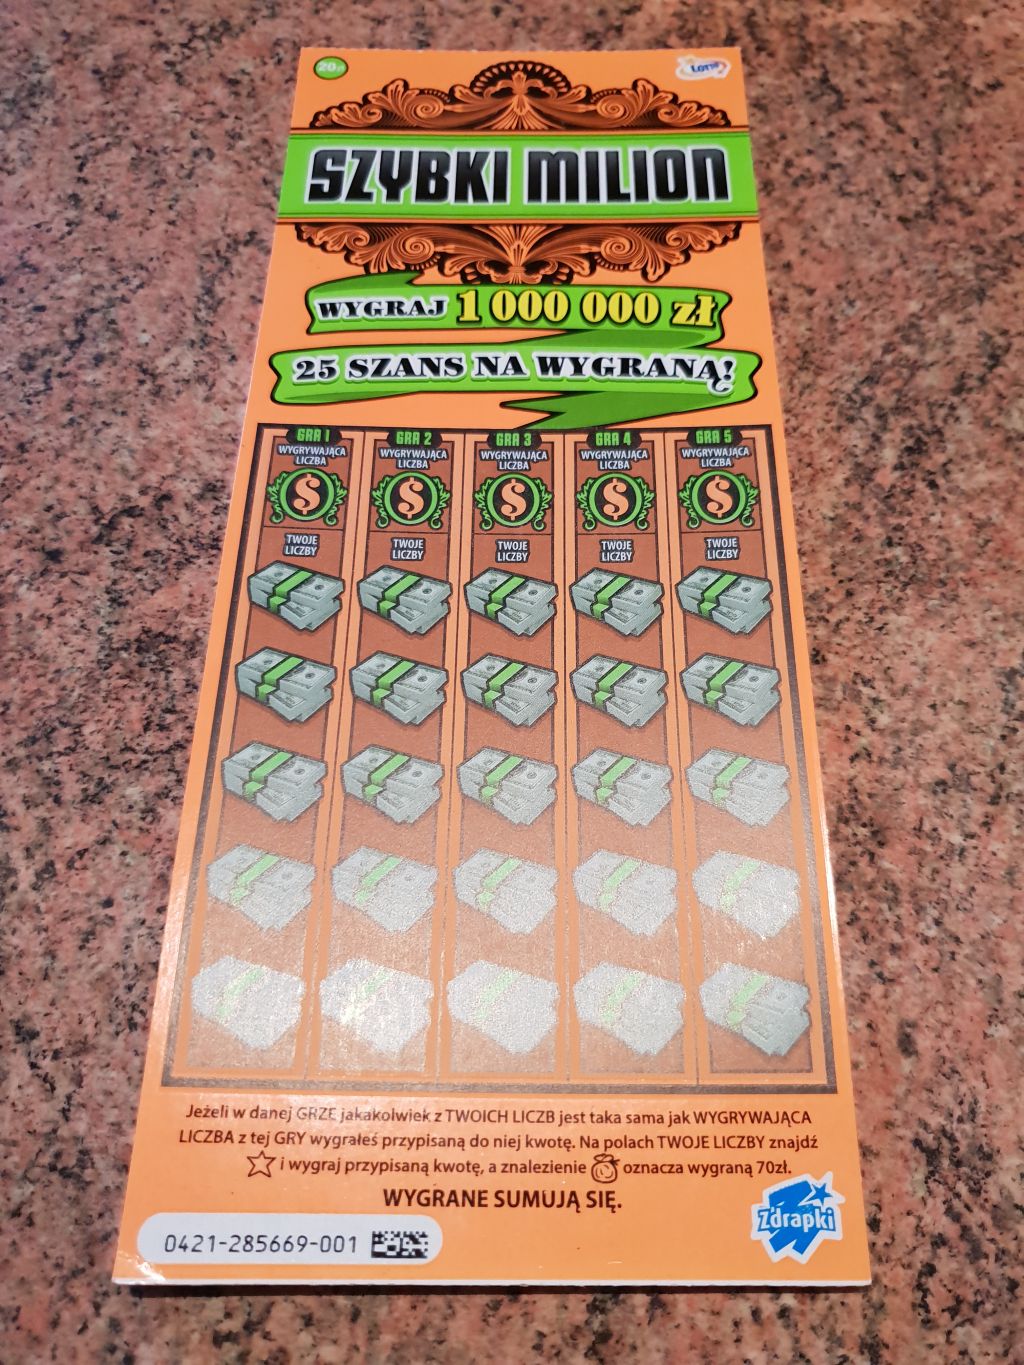 20zł
LOTTO
SZYBKI MILION
WYGRAJ 1 000 000 zł
25 SZANS NA WYGRANĄ!
GRA 1 GRA 2 GRA 3 GRA 4 GRA 5
WYGRYWAJĄCA WYGRYWAJĄCA WYGRYWAJĄCA WYGRYWAJĄCA WYGRYWAJĄCA
LICZBA LICZBA LICZBA LICZBA LICZBA
$ $ $ $ $
TWOJE TWOJE TWOJE TWOJE TWOJE
LICZBY LICZBY LICZBY LICZBY LICZBY
Jeżeli w danej GRZE jakakolwiek z TWOICH LICZB jest taka sama jak WYGRYWAJĄCA
LICZBA z tej GRY wygrałeś przypisaną do niej kwotę. Na polach TWOJE LICZBY znajdź
i wygraj przypisaną kwotę, a znalezienie oznacza wygraną 70zł.
WYGRANE SUMUJĄ SIĘ.
Zdrapki
0421-285669-001